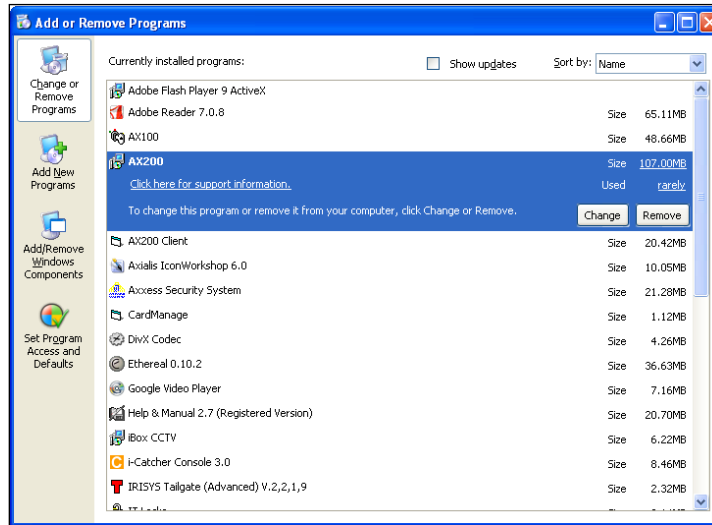 Add or Remove Programs
Change or
Remove
Programs
Add New
Programs
Add/Remove
Windows
Components
Set Program
Access and
Defaults
Currently installed programs: Show updates Sort by: Name
Adobe Flash Player 9 ActiveX
Adobe Reader 7.0.8 Size 65.11MB
AX100 Size 48.66MB
AX200 Size 107.00MB
Click here for support information. Used rarely
To change this program or remove it from your computer, click Change or Remove. Change Remove
AX200 Client Size 20.42MB
Axialis IconWorkshop 6.0 Size 10.05MB
Axxess Security System Size 21.28MB
CardManage Size 1.12MB
DivX Codec Size 4.26MB
Ethereal 0.10.2 Size 36.63MB
Google Video Player Size 7.16MB
Help & Manual 2.7 (Registered Version) Size 20.70MB
iBox CCTV Size 6.22MB
i-Catcher Console 3.0 Size 8.46MB
IRISYS Tailgate (Advanced) V.2,2,1,9 Size 2.32MB